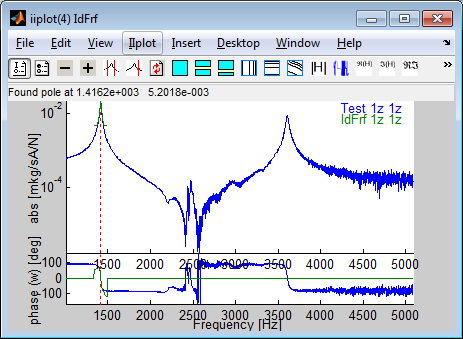 iiplot(4) IdFrf
File Edit View IIplot Insert Desktop Window Help
|H| ℜ(H) ℑ(H) ℜℑ
Found pole at 1.4162e+003 5.2018e-003
Test 1z 1z
IdFrf 1z 1z
abs [mkg/sA/N]
10-2
10-4
1500 2000 2500 3000 3500 4000 4500 5000
phase (w) [deg]
100
0
100
1500 2000 2500 3000 3500 4000 4500 5000
Frequency [Hz]